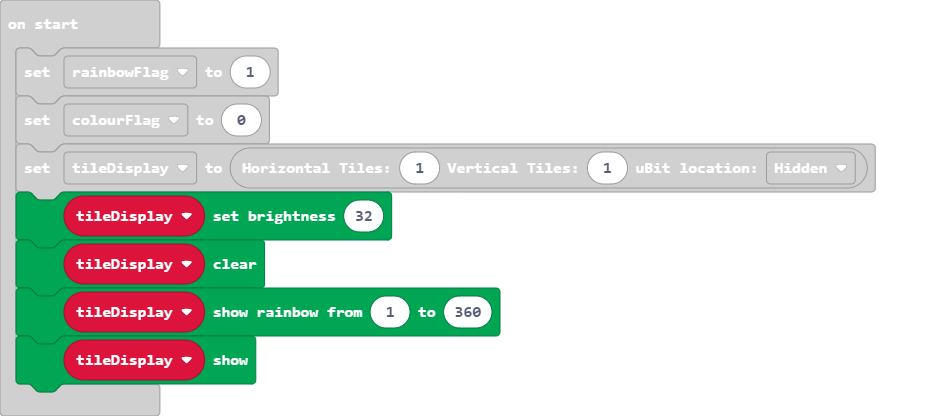 on start
set rainbowFlag to 1
set colourFlag to 0
set tileDisplay to Horizontal Tiles: 1 Vertical Tiles: 1 uBit location: Hidden
tileDisplay set brightness 32
tileDisplay clear
tileDisplay show rainbow from 1 to 360
tileDisplay show